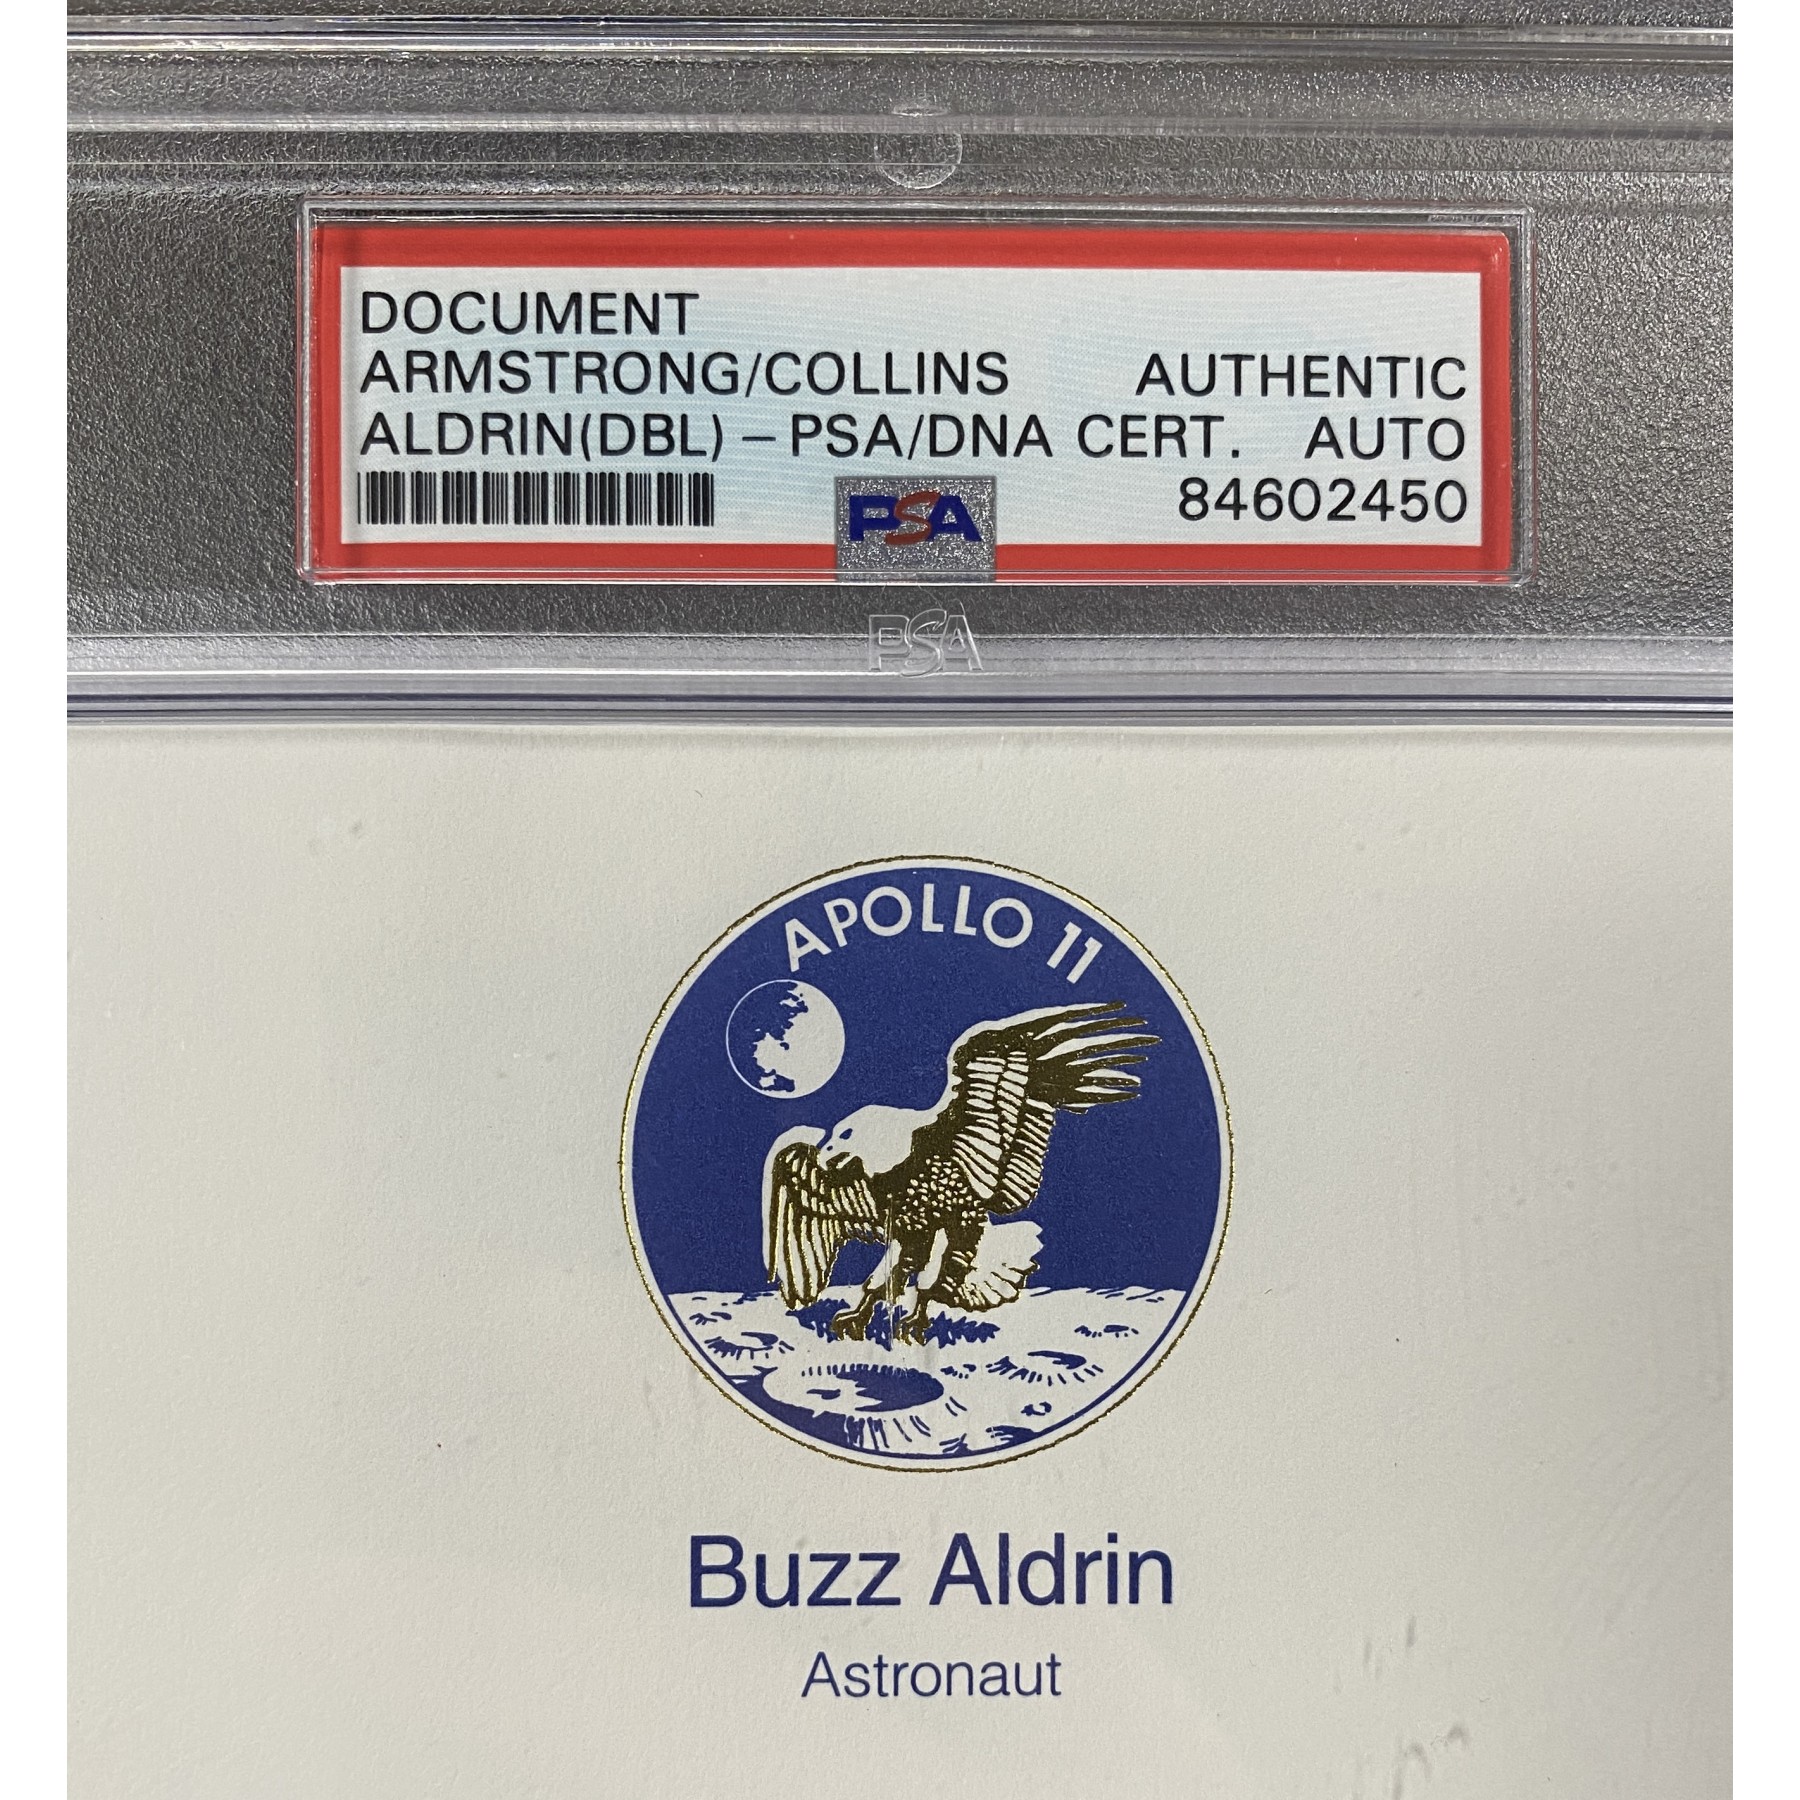 DOCUMENT
ARMSTRONG/COLLINS AUTHENTIC
ALDRIN(DBL) – PSA/DNA CERT. AUTO
PSA 84602450
PSA
APOLLO 11
Buzz Aldrin
Astronaut